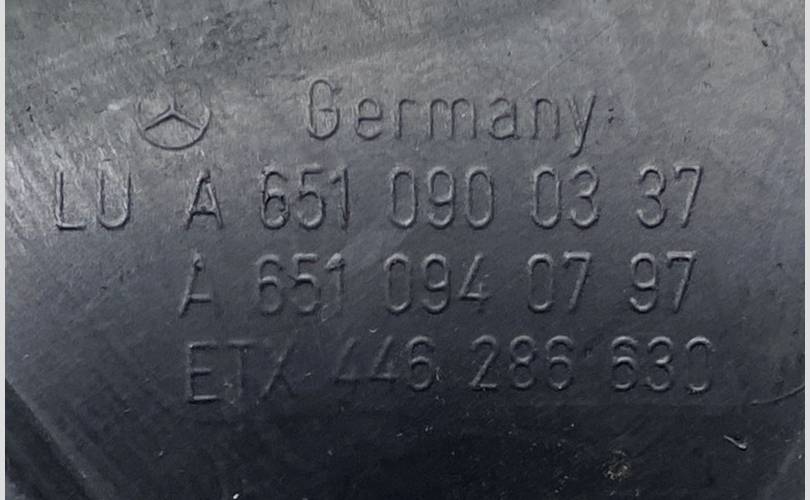 Germany
LU A 651 090 03 37
A 651 094 07 97
ETX 446 286 630